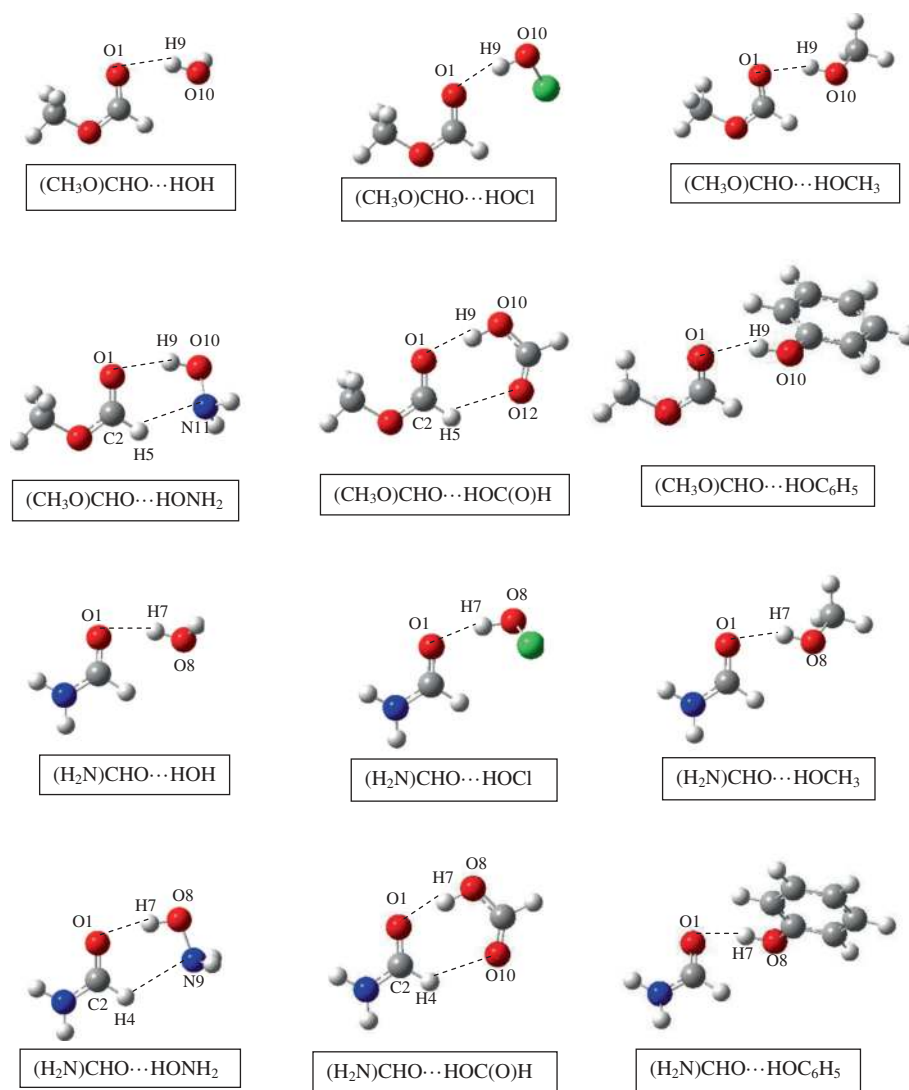 O1 H9 O10
(CH₃O)CHO···HOH
O1 H9 O10
(CH₃O)CHO···HOCl
O1 H9 O10
(CH₃O)CHO···HOCH₃
O1 H9 O10 C2 H5 N11
(CH₃O)CHO···HONH₂
O1 H9 O10 C2 H5 O12
(CH₃O)CHO···HOC(O)H
O1 H9 O10
(CH₃O)CHO···HOC₆H₅
O1 H7 O8
(H₂N)CHO···HOH
O1 H7 O8
(H₂N)CHO···HOCl
O1 H7 O8
(H₂N)CHO···HOCH₃
O1 H7 O8 C2 H4 N9
(H₂N)CHO···HONH₂
O1 H7 O8 C2 H4 O10
(H₂N)CHO···HOC(O)H
O1 H7 O8
(H₂N)CHO···HOC₆H₅